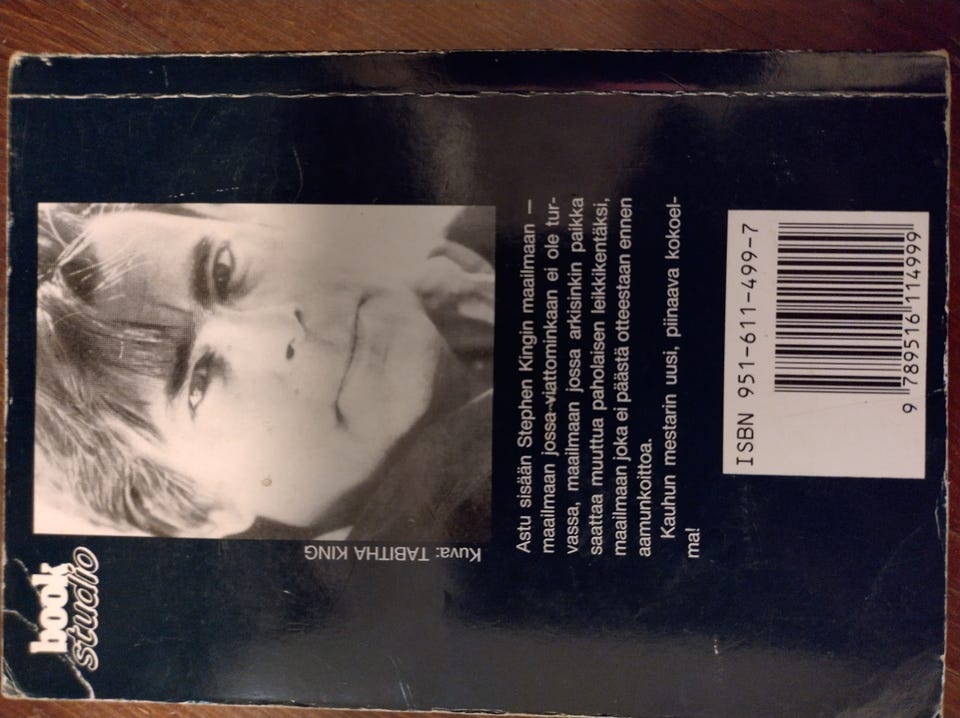 book
studio
Kuva: TABITHA KING
Astu sisään Stephen Kingin maailmaan –
maailmaan jossa viattominkaan ei ole tur-
vassa, maailmaan jossa arkisinkin paikka
saattaa muuttua paholaisen leikkikentäksi,
maailmaan joka ei päästä otteestaan ennen
aamunkoittoa.
Kauhun mestarin uusi, piinaava kokoel-
ma!
ISBN 951-611-499-7
9 789516 114999